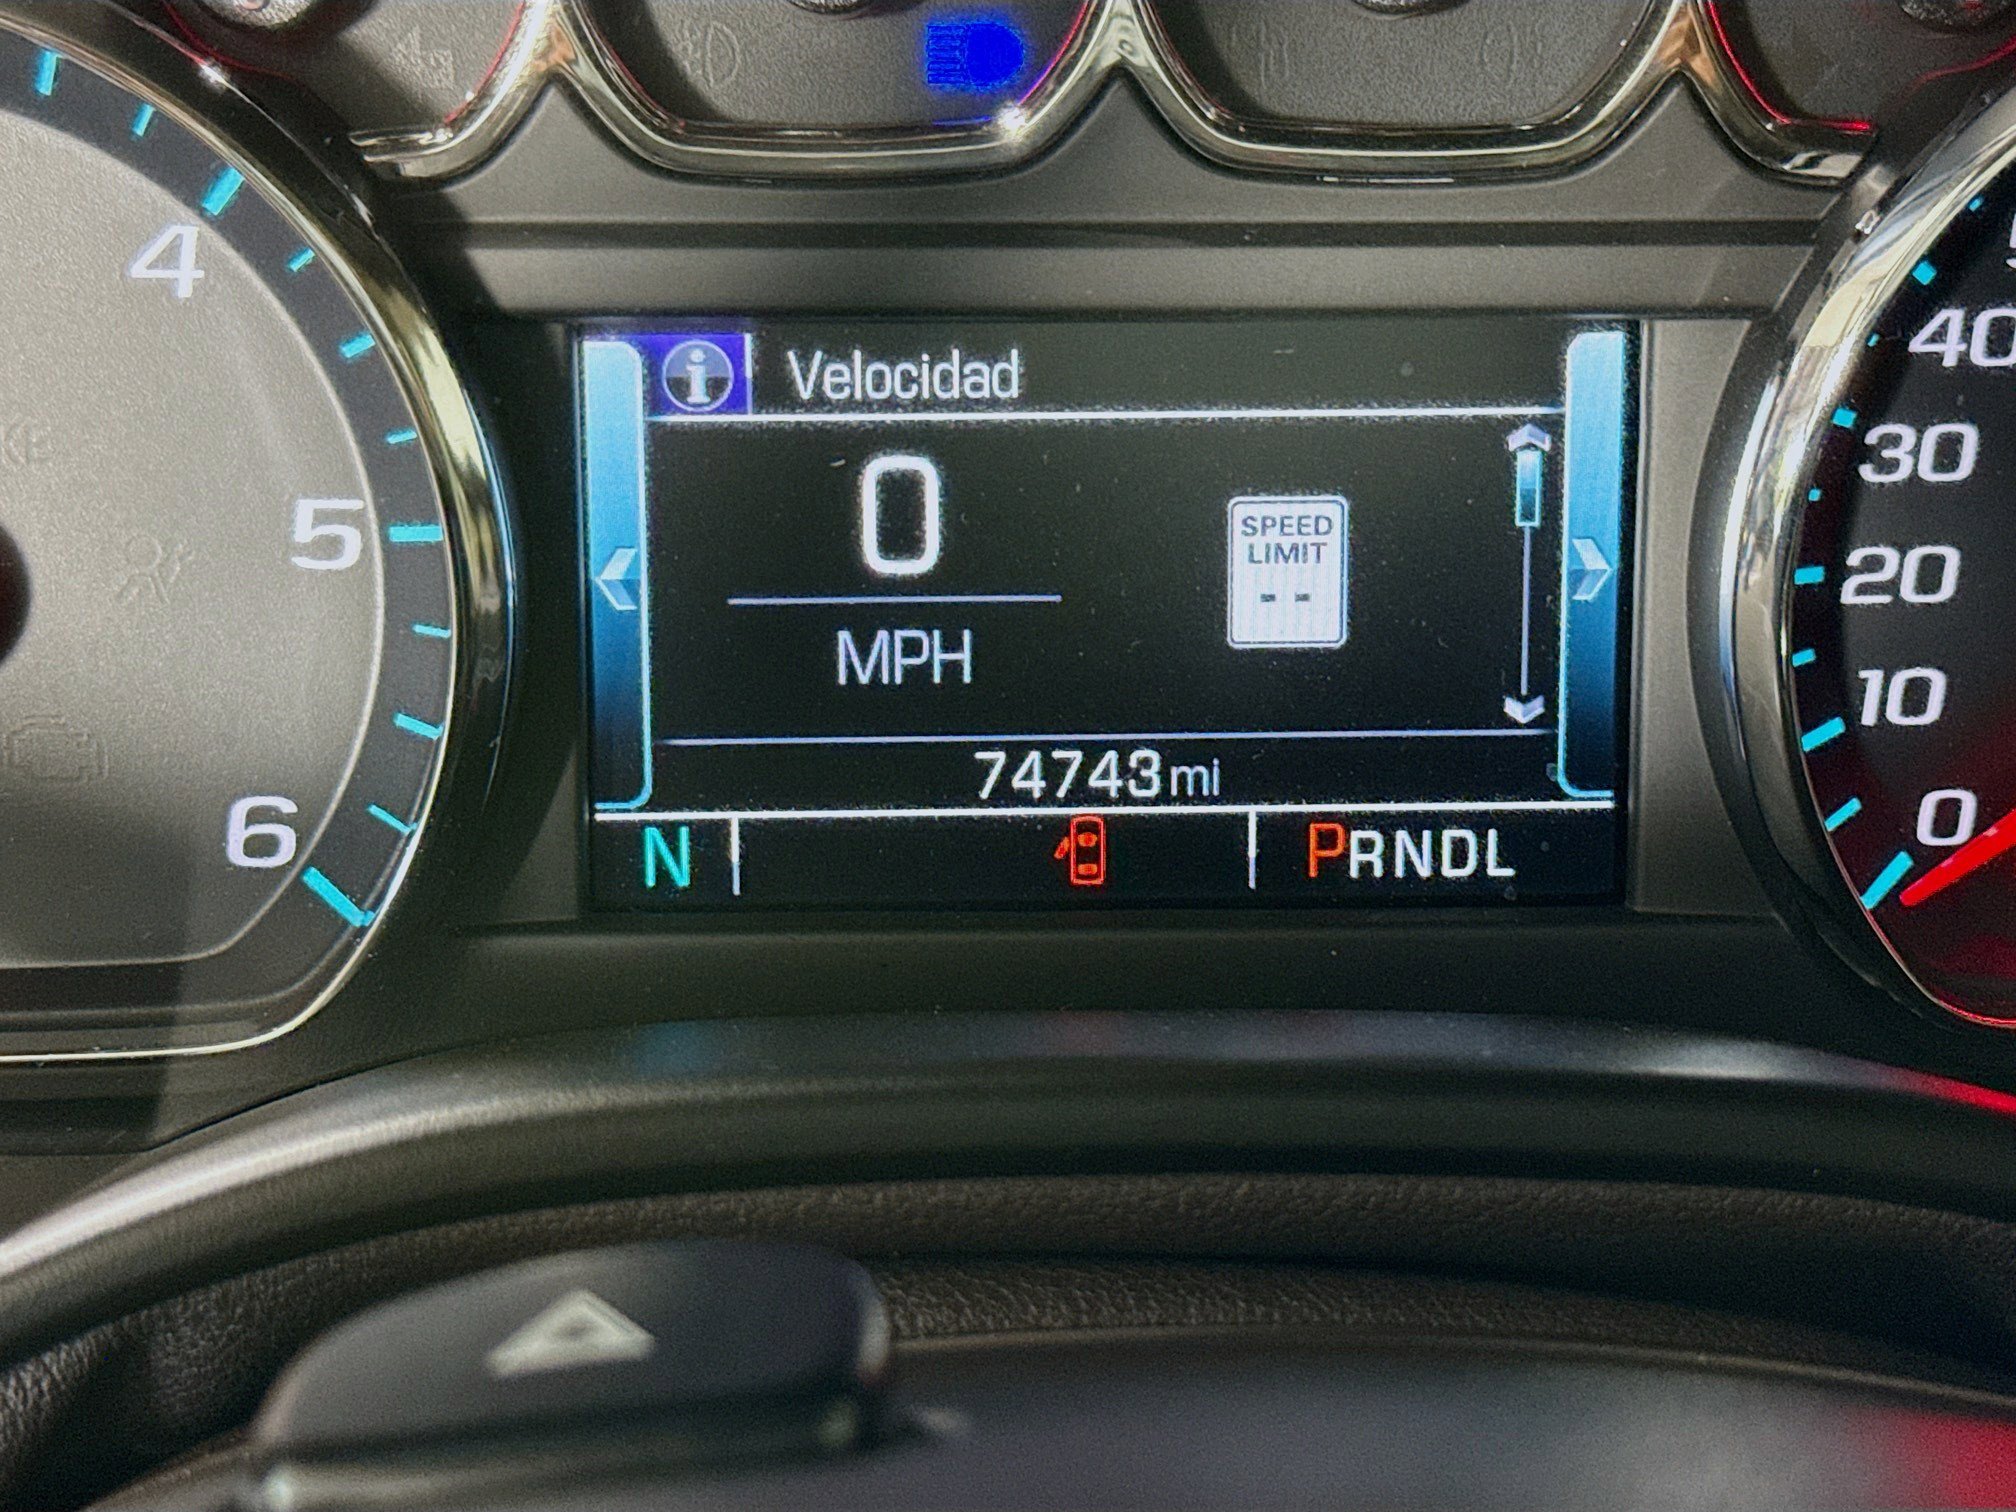 Velocidad
0
MPH
SPEED
LIMIT
--
74743mi
N
PRNDL
4
5
6
40
30
20
10
0